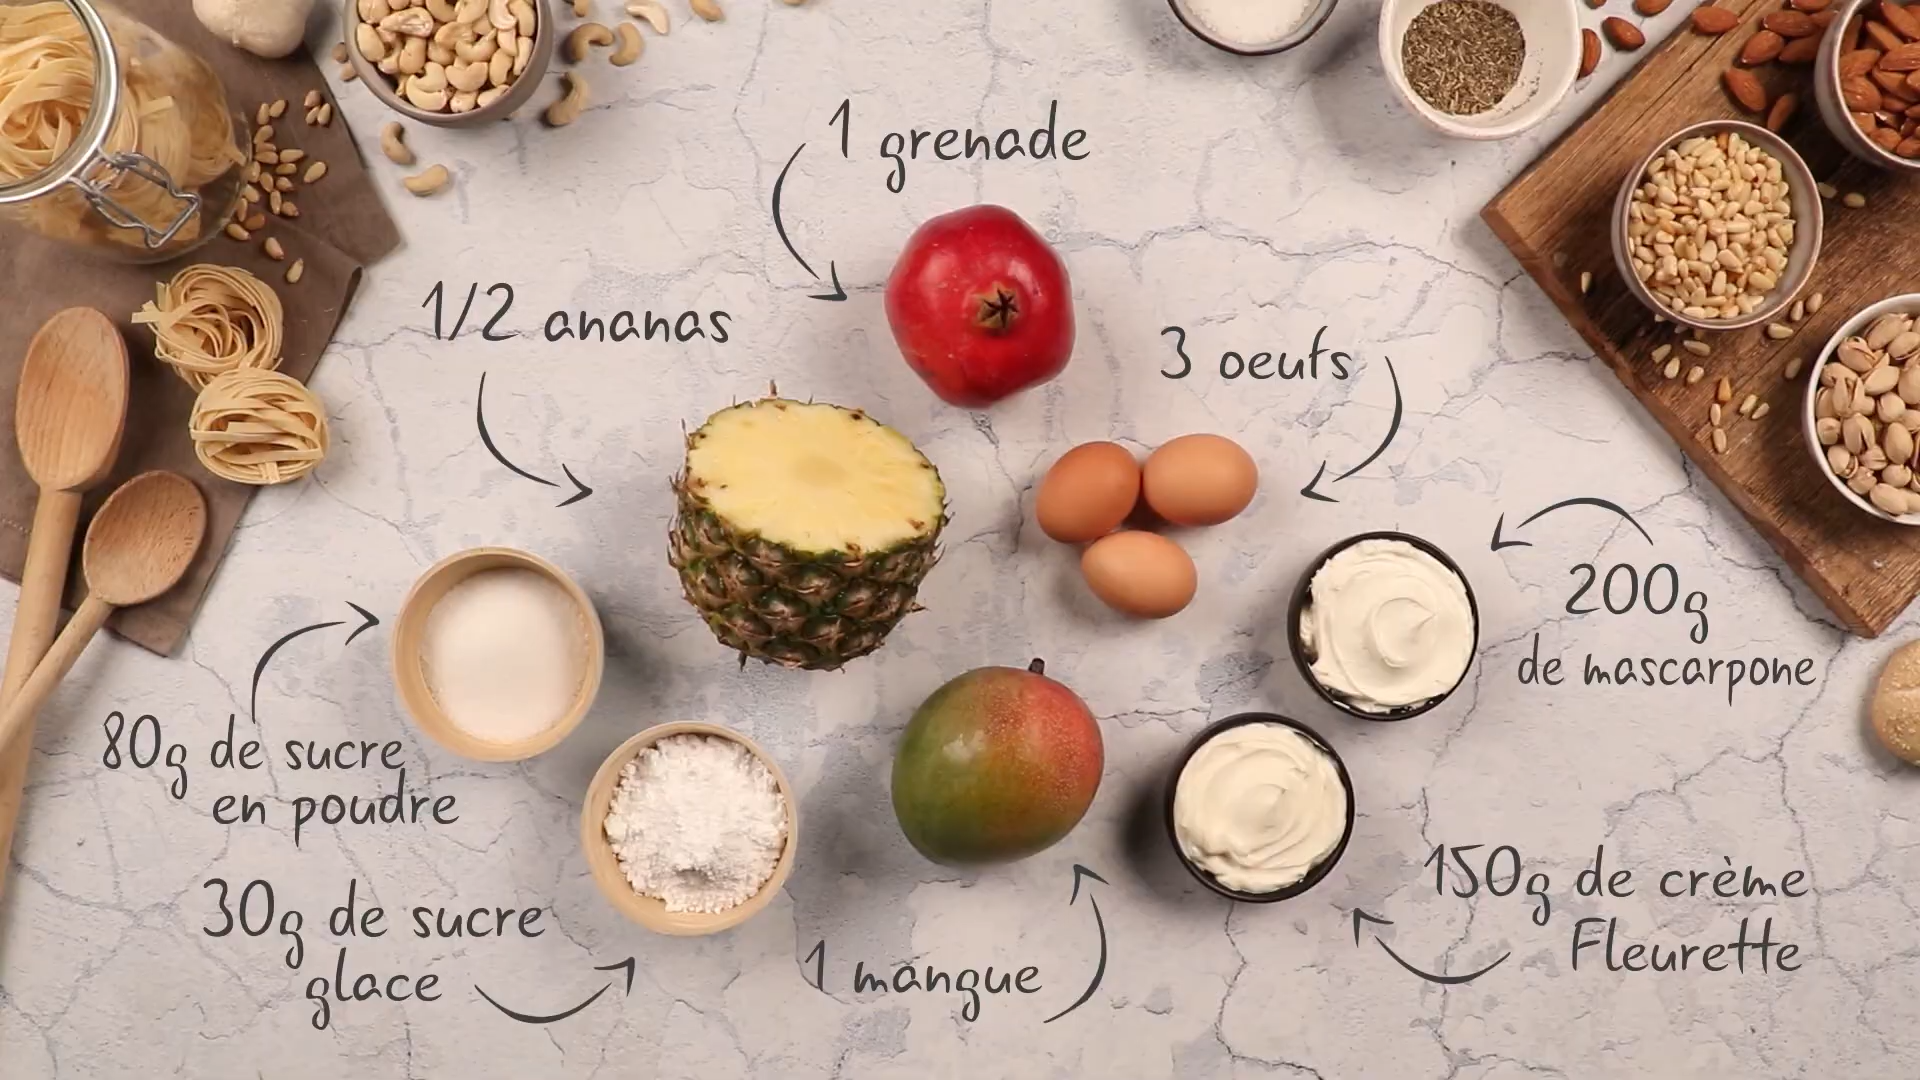 1 grenade
1/2 ananas
3 oeufs
200g
de mascarpone
80g de sucre
en poudre
150g de crème
Fleurette
30g de sucre
glace
1 mangue